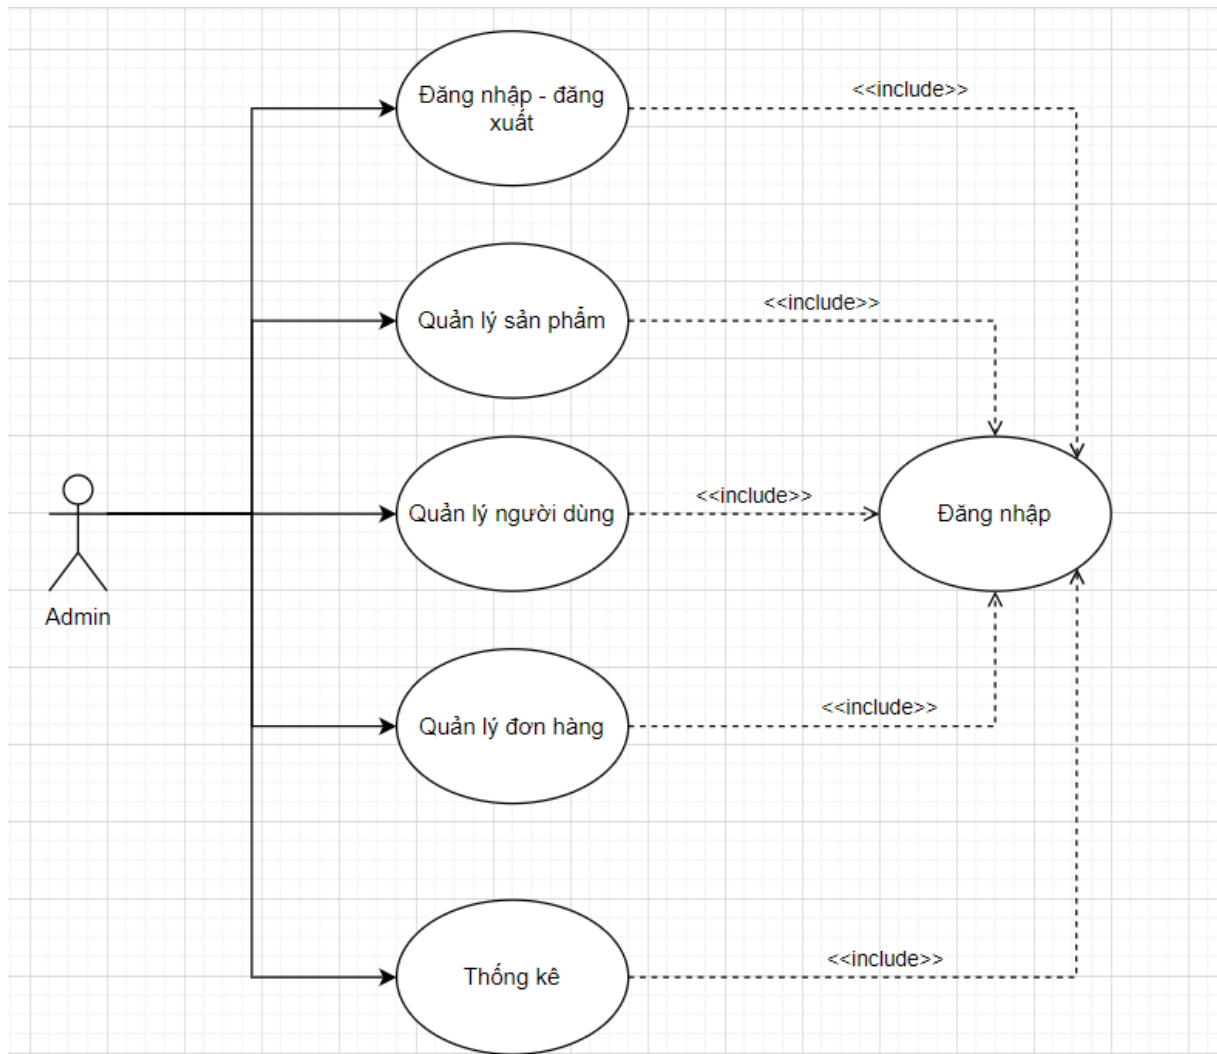 Đăng nhập - đăng
xuất
<<include>>
Quản lý sản phẩm
<<include>>
Quản lý người dùng
<<include>>
Đăng nhập
Admin
Quản lý đơn hàng
<<include>>
Thống kê
<<include>>